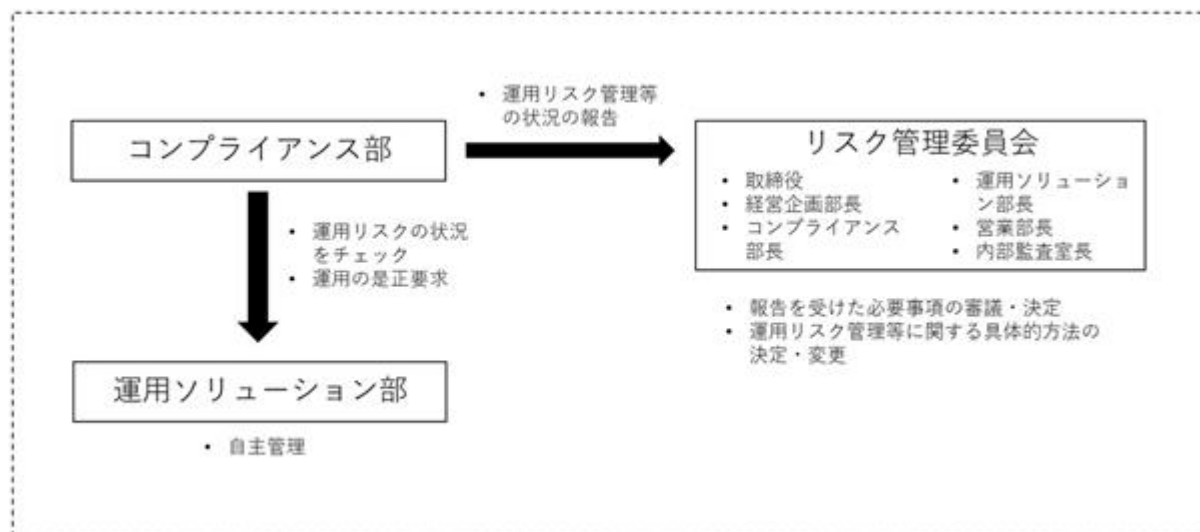 コンプライアンス部
• 運用リスク管理等
の状況の報告
リスク管理委員会
• 取締役
• 経営企画部長
• コンプライアンス
部長
• 運用ソリューショ
ン部長
• 営業部長
• 内部監査室長
• 運用リスクの状況
をチェック
• 運用の是正要求
• 報告を受けた必要事項の審議・決定
• 運用リスク管理等に関する具体的方法の
決定・変更
運用ソリューション部
• 自主管理